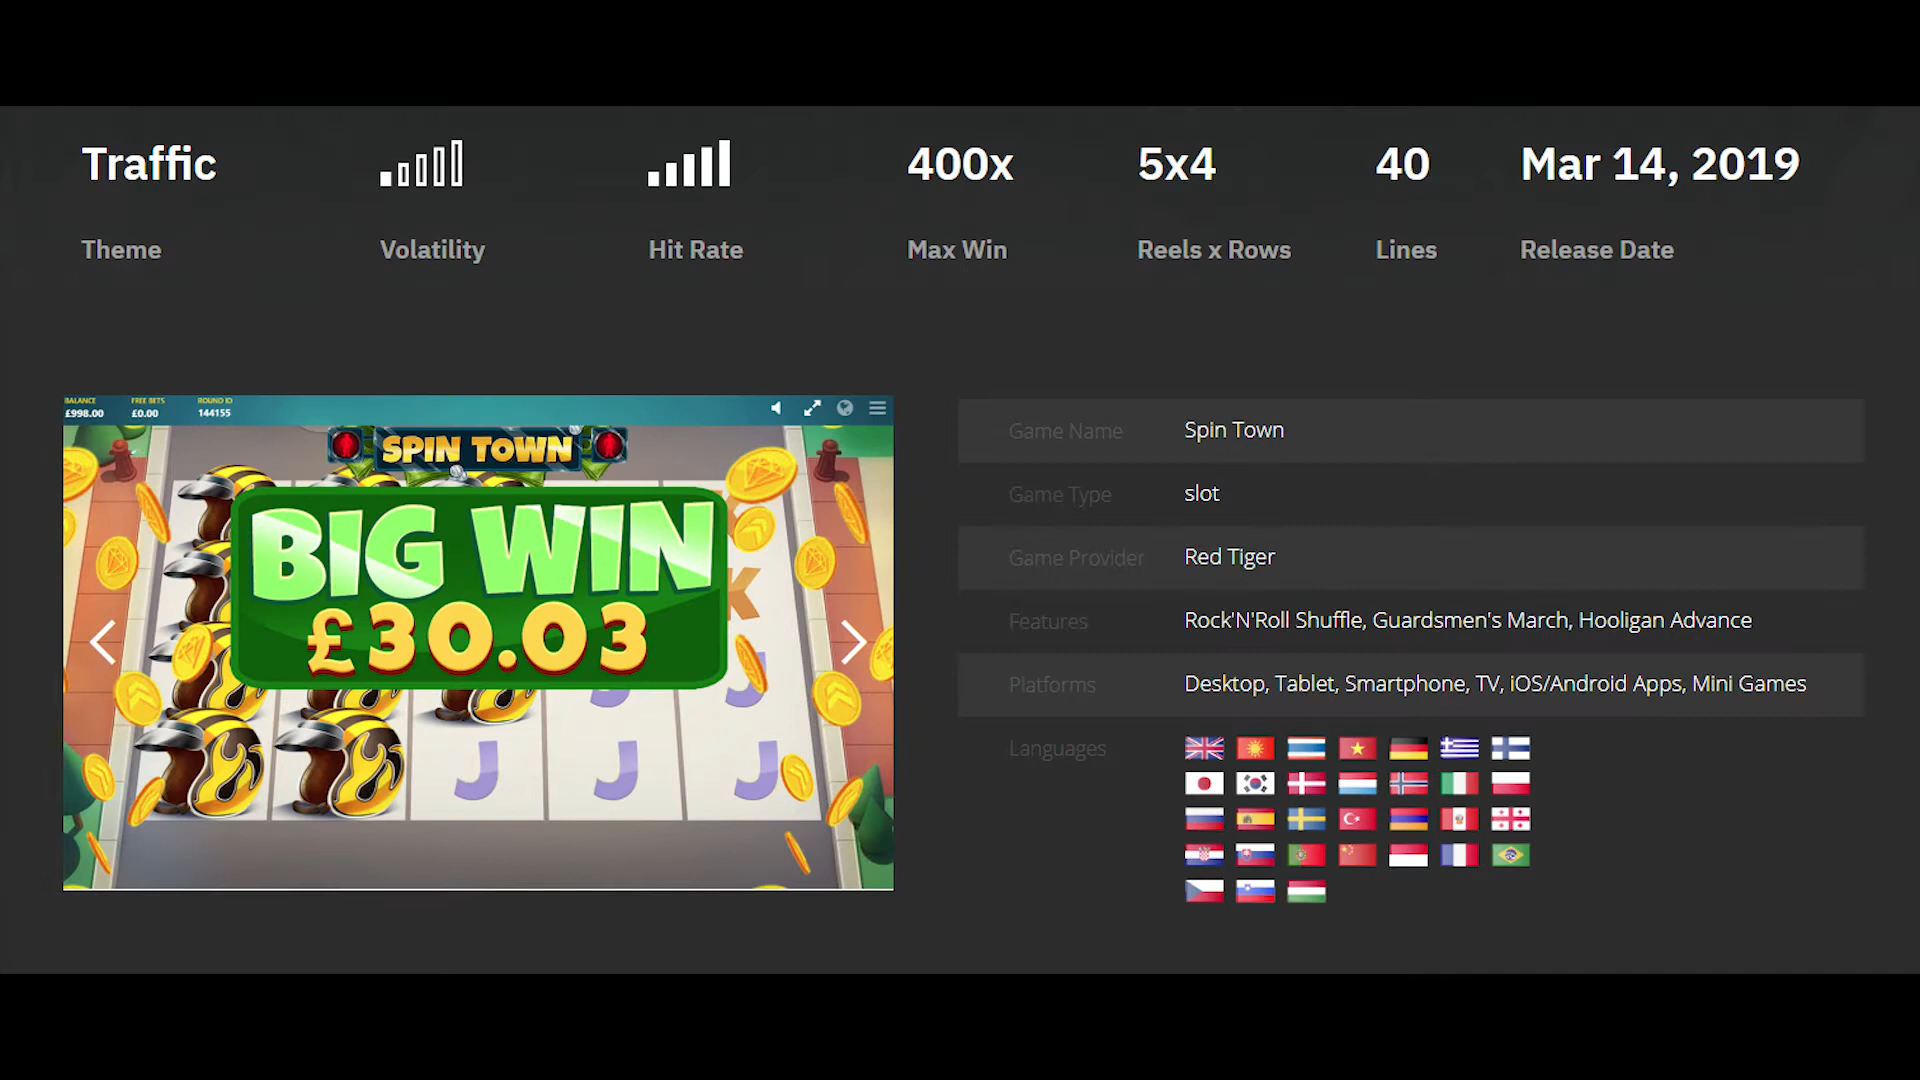 Traffic
400x
5x4
40
Mar 14, 2019
Theme
Volatility
Hit Rate
Max Win
Reels x Rows
Lines
Release Date
BALANCE
FREE BETS
ROUND ID
£998.00
£0.00
144155
SPIN TOWN
BIG WIN
£30.03
K
J
J
J
J
J
Game Name
Spin Town
Game Type
slot
Game Provider
Red Tiger
Features
Rock'N'Roll Shuffle, Guardsmen's March, Hooligan Advance
Platforms
Desktop, Tablet, Smartphone, TV, iOS/Android Apps, Mini Games
Languages